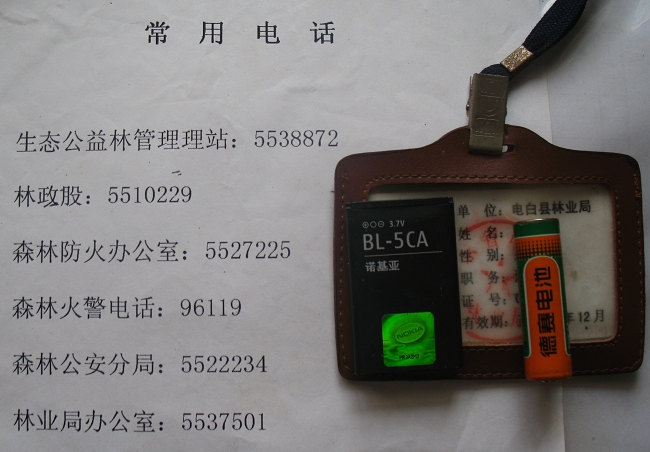 常用电话
生态公益林管理理站：5538872
林政股：5510229
森林防火办公室：5527225
森林火警电话：96119
森林公安分局：5522234
林业局办公室：5537501
3.7V
BL-5CA
诺基亚
NOKIA
单 位：电白县林业局
姓 名：
性 别：
职 务：
证 号：
有效期：
年12月
德赛电池